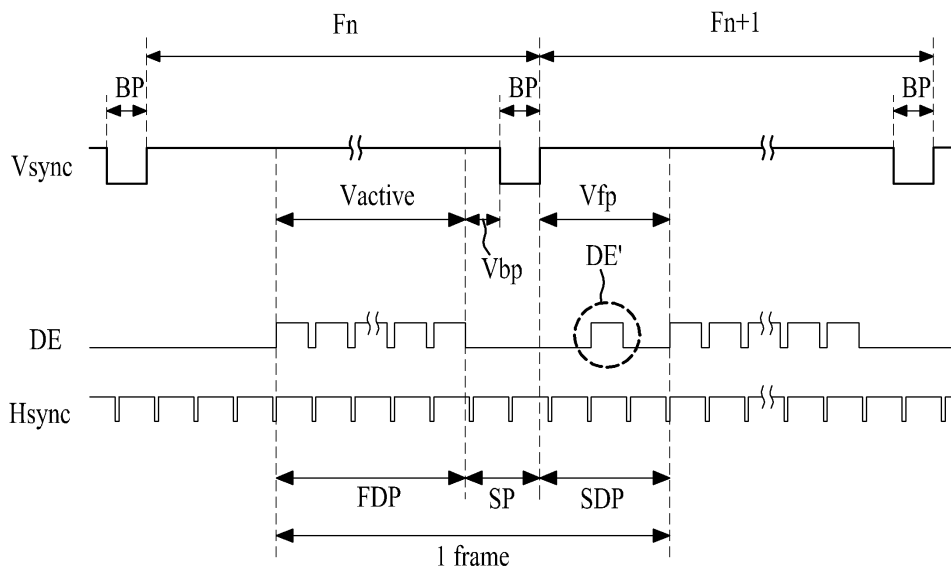 Fn Fn+1
BP BP BP
Vsync
Vactive Vfp
Vbp DE'
DE
Hsync
FDP SP SDP
1 frame